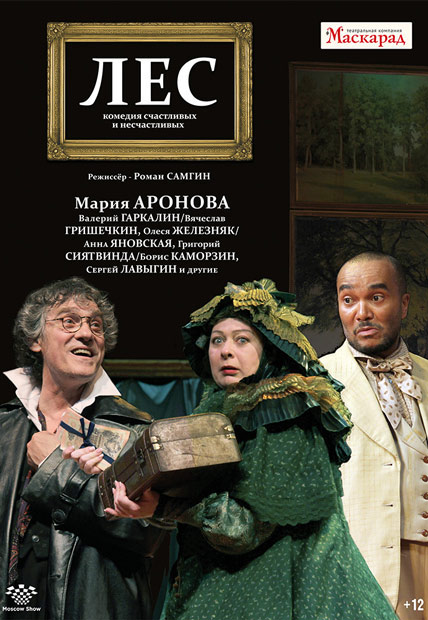 театральная компания
Маскарад
ЛЕС
комедия счастливых
и несчастливых
Режиссёр - Роман САМГИН
Мария АРОНОВА
Валерий ГАРКАЛИН/Вячеслав
ГРИШЕЧКИН, Олеся ЖЕЛЕЗНЯК/
Анна ЯНОВСКАЯ, Григорий
СИЯТВИНДА/Борис КАМОРЗИН,
Сергей ЛАВЫГИН и другие
Moscow Show
+12